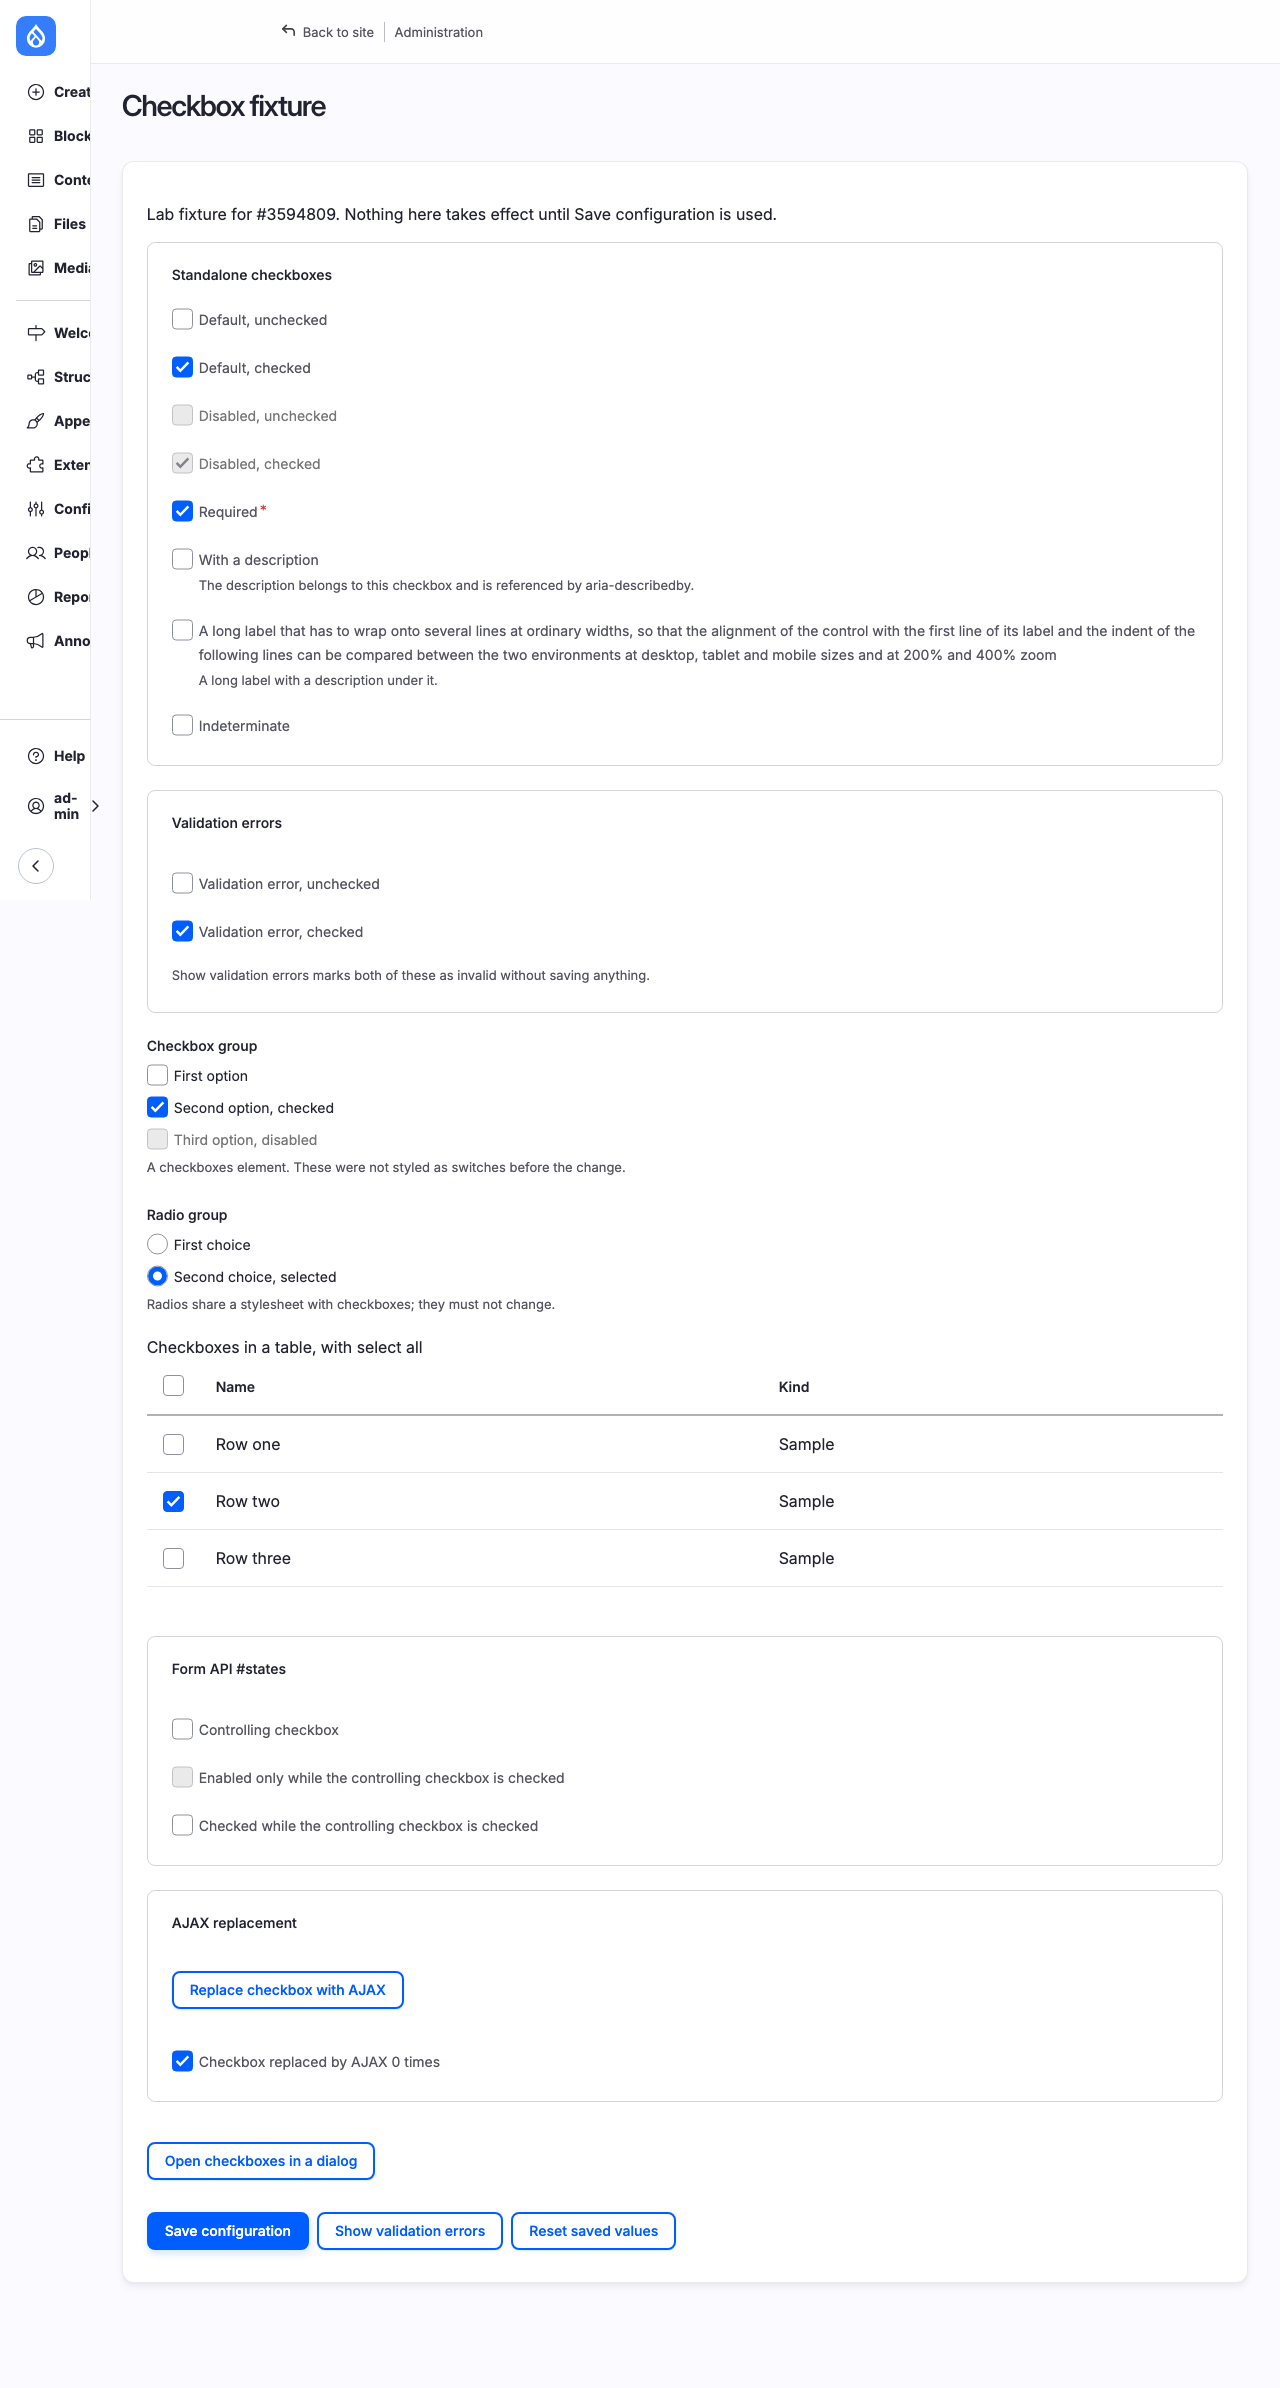 Back to site
Administration
Creat
Block
Conte
Files
Media
Welco
Struc
Appe
Exten
Confi
Peopl
Repor
Anno
Help
ad-
min
Checkbox fixture
Lab fixture for #3594809. Nothing here takes effect until Save configuration is used.
Standalone checkboxes
Default, unchecked
Default, checked
Disabled, unchecked
Disabled, checked
Required*
With a description
The description belongs to this checkbox and is referenced by aria-describedby.
A long label that has to wrap onto several lines at ordinary widths, so that the alignment of the control with the first line of its label and the indent of the
following lines can be compared between the two environments at desktop, tablet and mobile sizes and at 200% and 400% zoom
A long label with a description under it.
Indeterminate
Validation errors
Validation error, unchecked
Validation error, checked
Show validation errors marks both of these as invalid without saving anything.
Checkbox group
First option
Second option, checked
Third option, disabled
A checkboxes element. These were not styled as switches before the change.
Radio group
First choice
Second choice, selected
Radios share a stylesheet with checkboxes; they must not change.
Checkboxes in a table, with select all
Name Kind
Row one Sample
Row two Sample
Row three Sample
Form API #states
Controlling checkbox
Enabled only while the controlling checkbox is checked
Checked while the controlling checkbox is checked
AJAX replacement
Replace checkbox with AJAX
Checkbox replaced by AJAX 0 times
Open checkboxes in a dialog
Save configuration
Show validation errors
Reset saved values